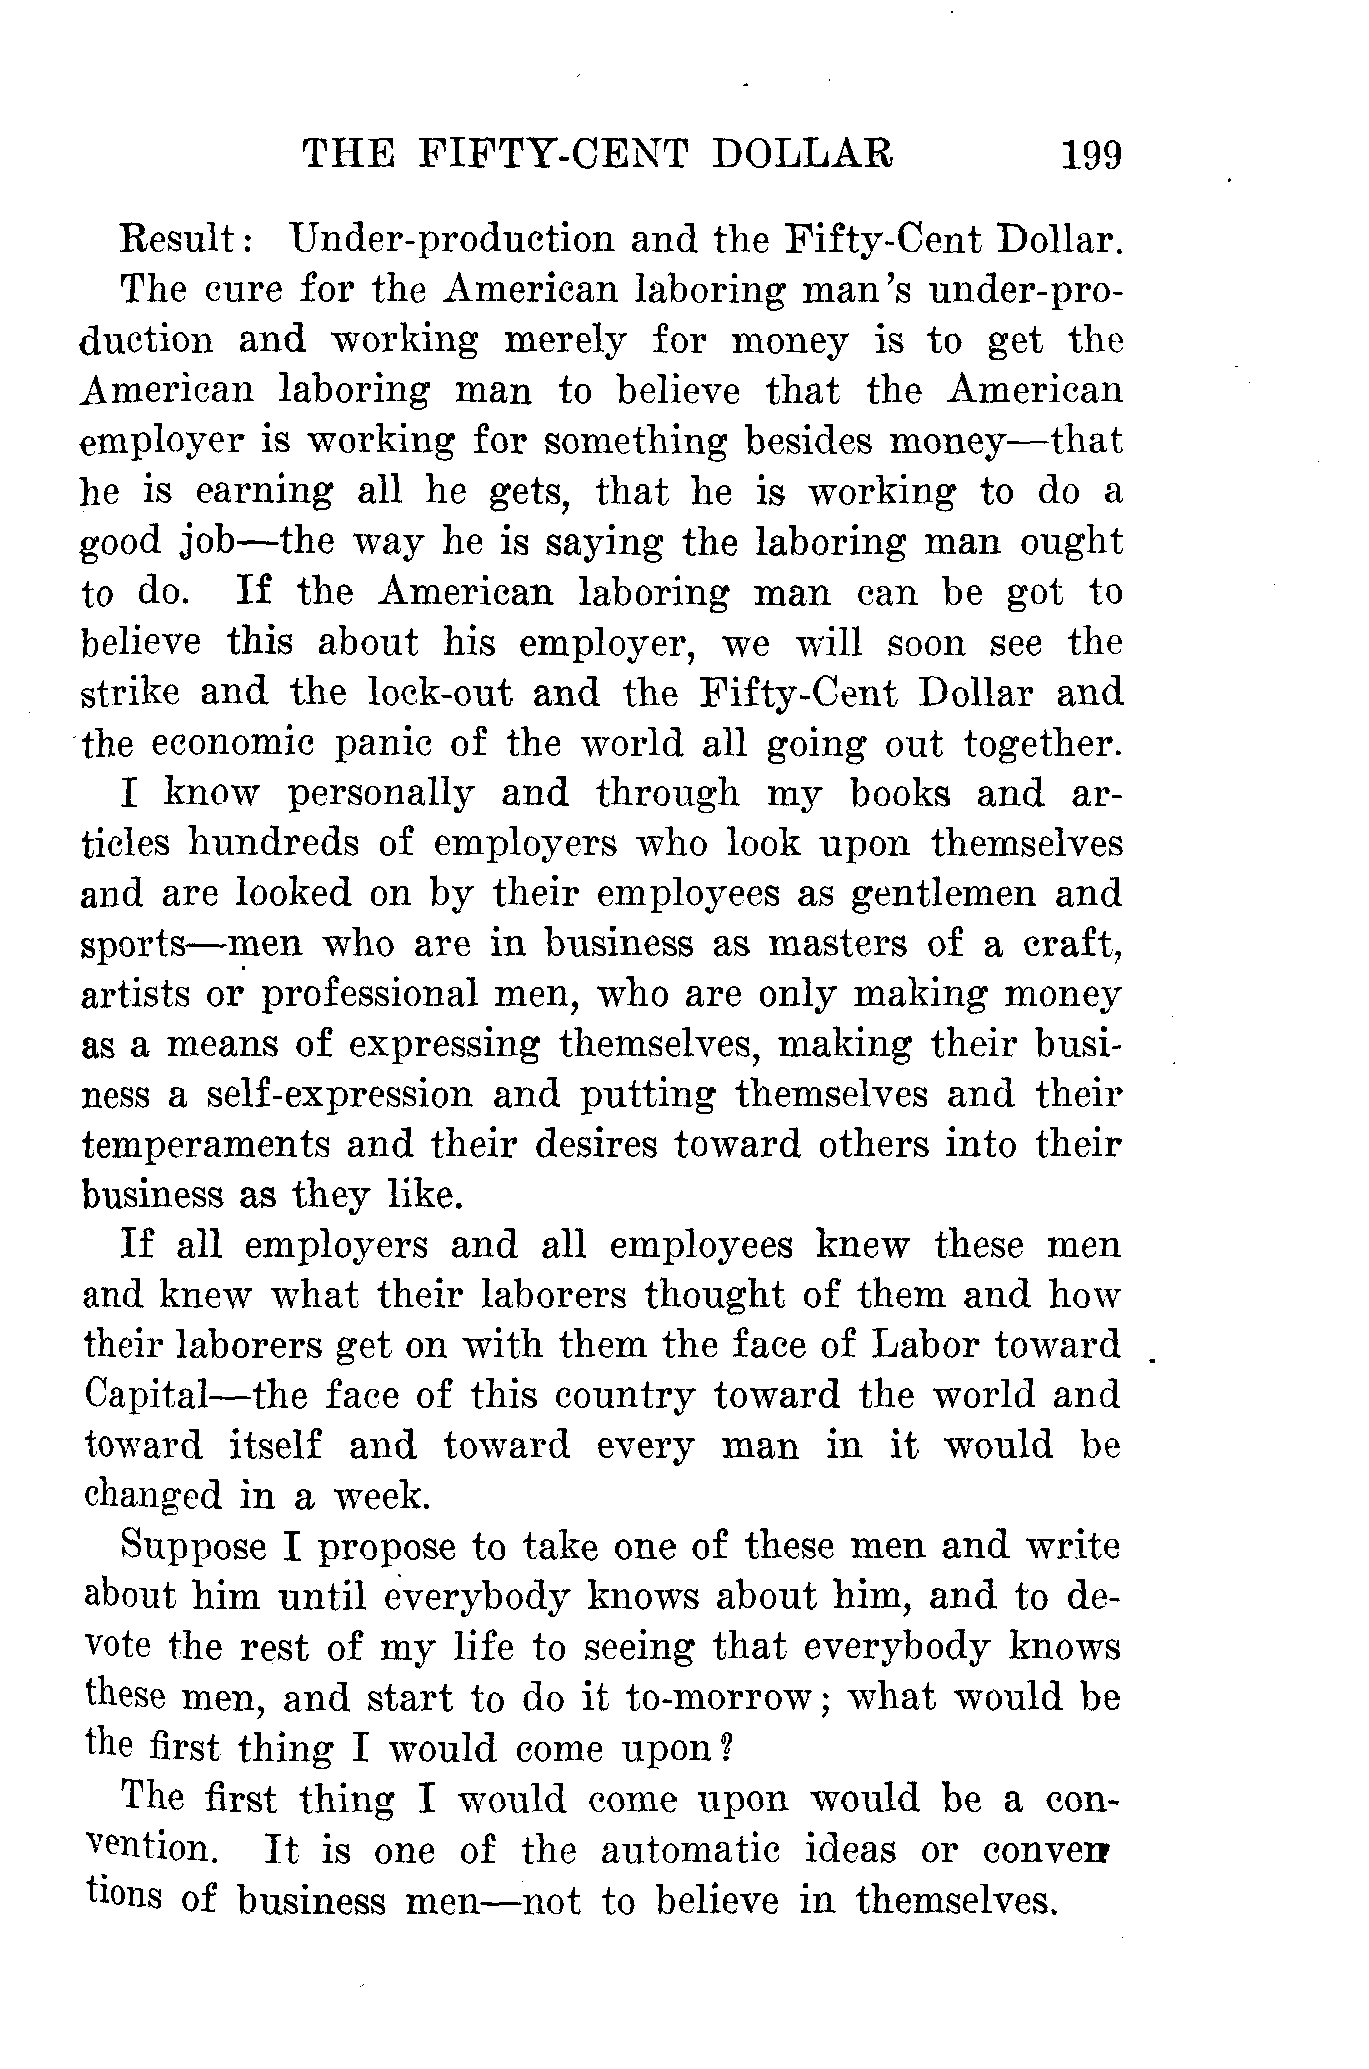 THE FIFTY-CENT DOLLAR 199
Result: Under-production and the Fifty-Cent Dollar.
The cure for the American laboring man's under-pro-
duction and working merely for money is to get the
American laboring man to believe that the American
employer is working for something besides money—that
he is earning all he gets, that he is working to do a
good job—the way he is saying the laboring man ought
to do. If the American laboring man can be got to
believe this about his employer, we will soon see the
strike and the lock-out and the Fifty-Cent Dollar and
the economic panic of the world all going out together.
I know personally and through my books and ar-
ticles hundreds of employers who look upon themselves
and are looked on by their employees as gentlemen and
sports—men who are in business as masters of a craft,
artists or professional men, who are only making money
as a means of expressing themselves, making their busi-
ness a self-expression and putting themselves and their
temperaments and their desires toward others into their
business as they like.
If all employers and all employees knew these men
and knew what their laborers thought of them and how
their laborers get on with them the face of Labor toward
Capital—the face of this country toward the world and
toward itself and toward every man in it would be
changed in a week.
Suppose I propose to take one of these men and write
about him until everybody knows about him, and to de-
vote the rest of my life to seeing that everybody knows
these men, and start to do it to-morrow; what would be
the first thing I would come upon?
The first thing I would come upon would be a con-
vention. It is one of the automatic ideas or conven-
tions of business men—not to believe in themselves.